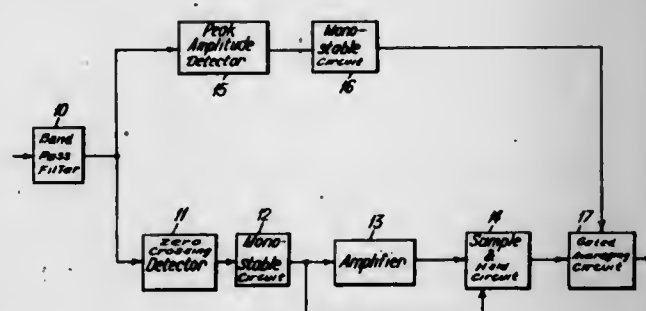 Peak
Amplitude
Detector
15
Mono-
stable
Circuit
16
10
Band
Pass
Filter
11
Zero
Crossing
Detector
12
Mono-
stable
Circuit
13
Amplifier
14
Sample
&
Hold
Circuit
17
Gated
Averaging
Circuit